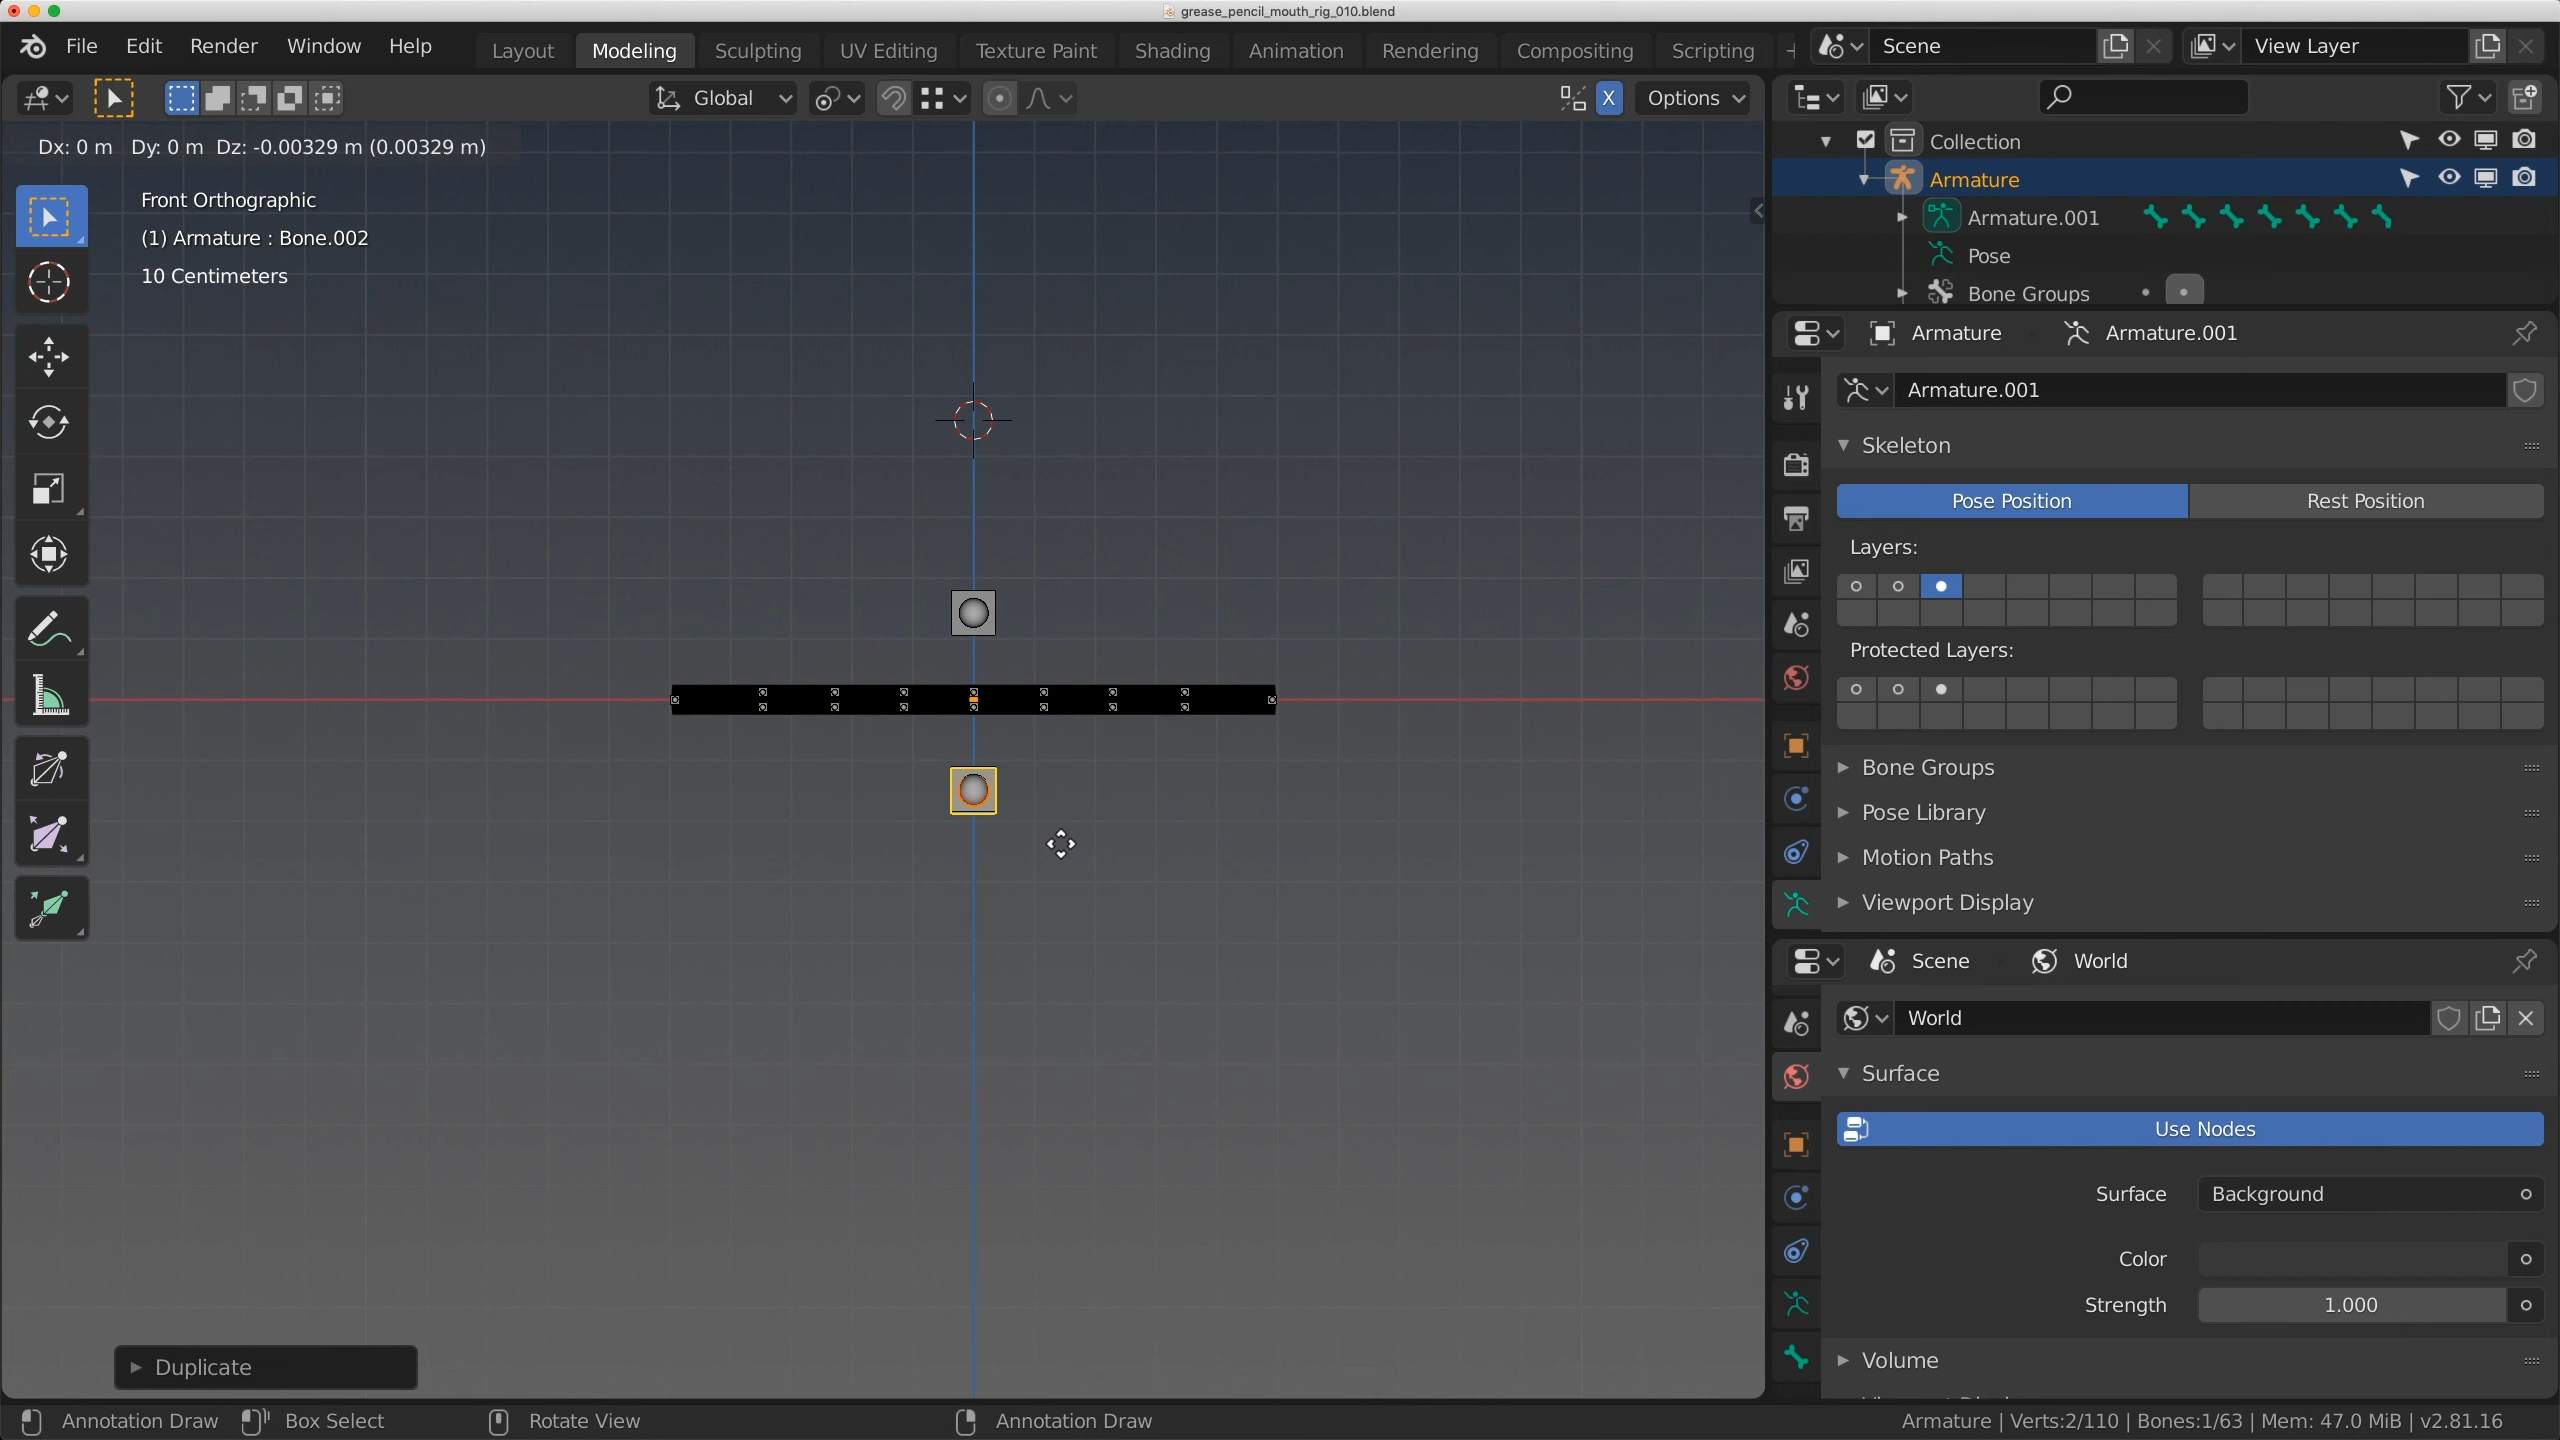 grease_pencil_mouth_rig_010.blend
File Edit Render Window Help Layout Modeling Sculpting UV Editing Texture Paint Shading Animation Rendering Compositing Scripting Scene View Layer
Global X Options
Dx: 0 m Dy: 0 m Dz: -0.00329 m (0.00329 m)
Front Orthographic
(1) Armature : Bone.002
10 Centimeters
Collection
Armature
Armature.001
Pose
Bone Groups
Armature Armature.001
Armature.001
Skeleton
Pose Position Rest Position
Layers:
Protected Layers:
Bone Groups
Pose Library
Motion Paths
Viewport Display
Scene World
World
Surface
Use Nodes
Surface Background
Color
Strength 1.000
Volume
Duplicate
Annotation Draw Box Select Rotate View Annotation Draw Armature | Verts:2/110 | Bones:1/63 | Mem: 47.0 MiB | v2.81.16